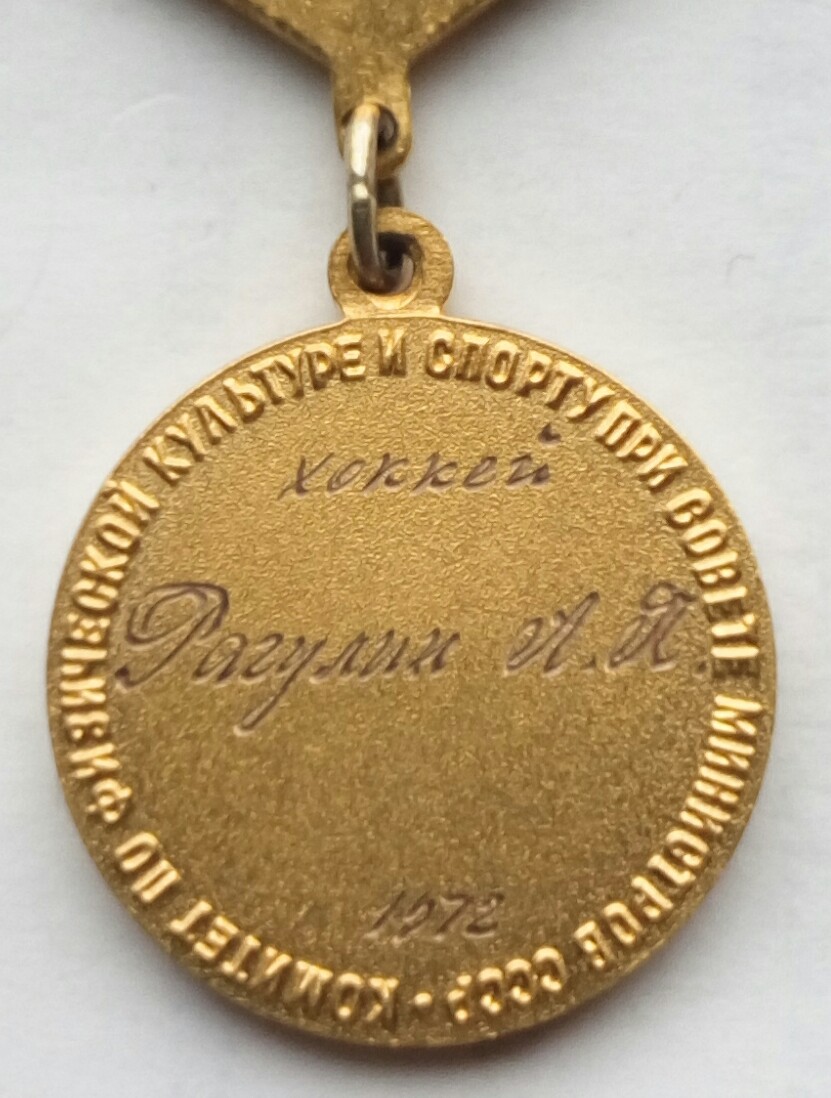 КОМИТЕТ ПО ФИЗИЧЕСКОЙ КУЛЬТУРЕ И СПОРТУ ПРИ СОВЕТЕ МИНИСТРОВ СССР •
хоккей
Рагулин А.П.
1972